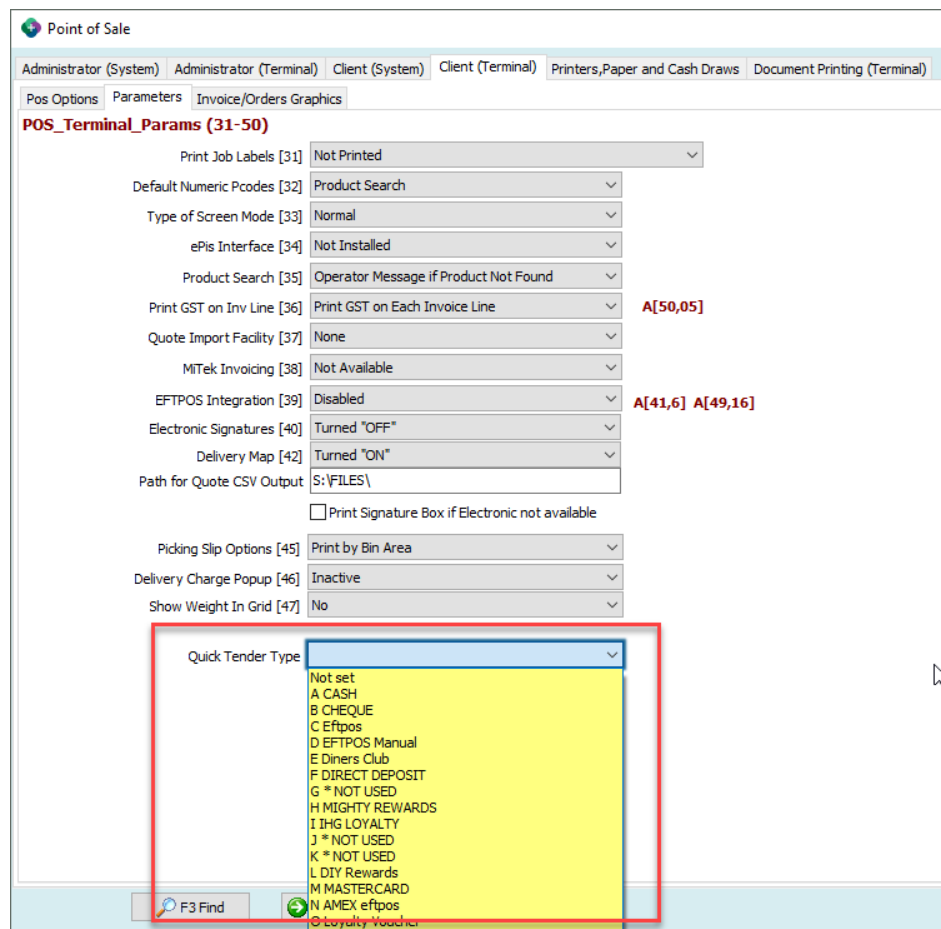 Point of Sale
Administrator (System) Administrator (Terminal) Client (System) Client (Terminal) Printers,Paper and Cash Draws Document Printing (Terminal)
Pos Options Parameters Invoice/Orders Graphics
POS_Terminal_Params (31-50)
Print Job Labels [31] Not Printed
Default Numeric Pcodes [32] Product Search
Type of Screen Mode [33] Normal
ePis Interface [34] Not Installed
Product Search [35] Operator Message if Product Not Found
Print GST on Inv Line [36] Print GST on Each Invoice Line A[50,05]
Quote Import Facility [37] None
MiTek Invoicing [38] Not Available
EFTPOS Integration [39] Disabled A[41,6] A[49,16]
Electronic Signatures [40] Turned "OFF"
Delivery Map [42] Turned "ON"
Path for Quote CSV Output S:\FILES\
Print Signature Box if Electronic not available
Picking Slip Options [45] Print by Bin Area
Delivery Charge Popup [46] Inactive
Show Weight In Grid [47] No
Quick Tender Type
Not set
A CASH
B CHEQUE
C Eftpos
D EFTPOS Manual
E Diners Club
F DIRECT DEPOSIT
G * NOT USED
H MIGHTY REWARDS
I IHG LOYALTY
J * NOT USED
K * NOT USED
L DIY Rewards
M MASTERCARD
F3 Find N AMEX eftpos
O Loyalty Voucher